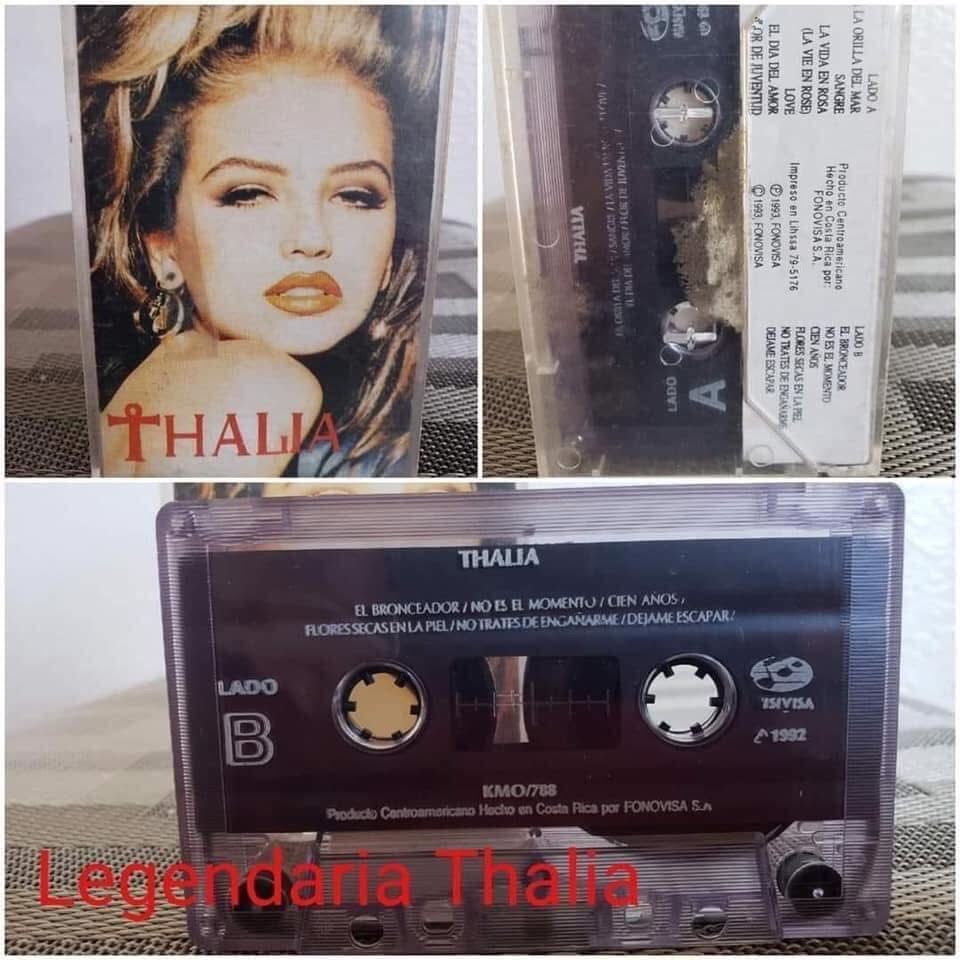 THALIA
LADO A
LA ORILLA DEL MAR
SANGRE
LA VIDA EN ROSA
(LA VIE EN ROSE)
LOVE
EL DIA DEL AMOR
DE JUVENTUD
Producto Centroamericano
Hecho en Costa Rica por:
FONOVISA S.A.
Impreso en Lihssa 79-5176
Ⓟ1993, FONOVISA
©1993, FONOVISA
LADO B
EL BRONCEADOR
NO ES EL MOMENTO
CIEN AÑOS
FLORES SECAS EN LA PIEL
NO TRATES DE ENGAÑARME
DEJAME ESCAPAR
THALIA
LADO
A
THALIA
EL BRONCEADOR / NO ES EL MOMENTO / CIEN AÑOS /
FLORES SECAS EN LA PIEL / NO TRATES DE ENGAÑARME / DEJAME ESCAPAR /
LADO
B
1992
KMO/788
Producto Centroamericano Hecho en Costa Rica por FONOVISA S.A
Legendaria Thalia